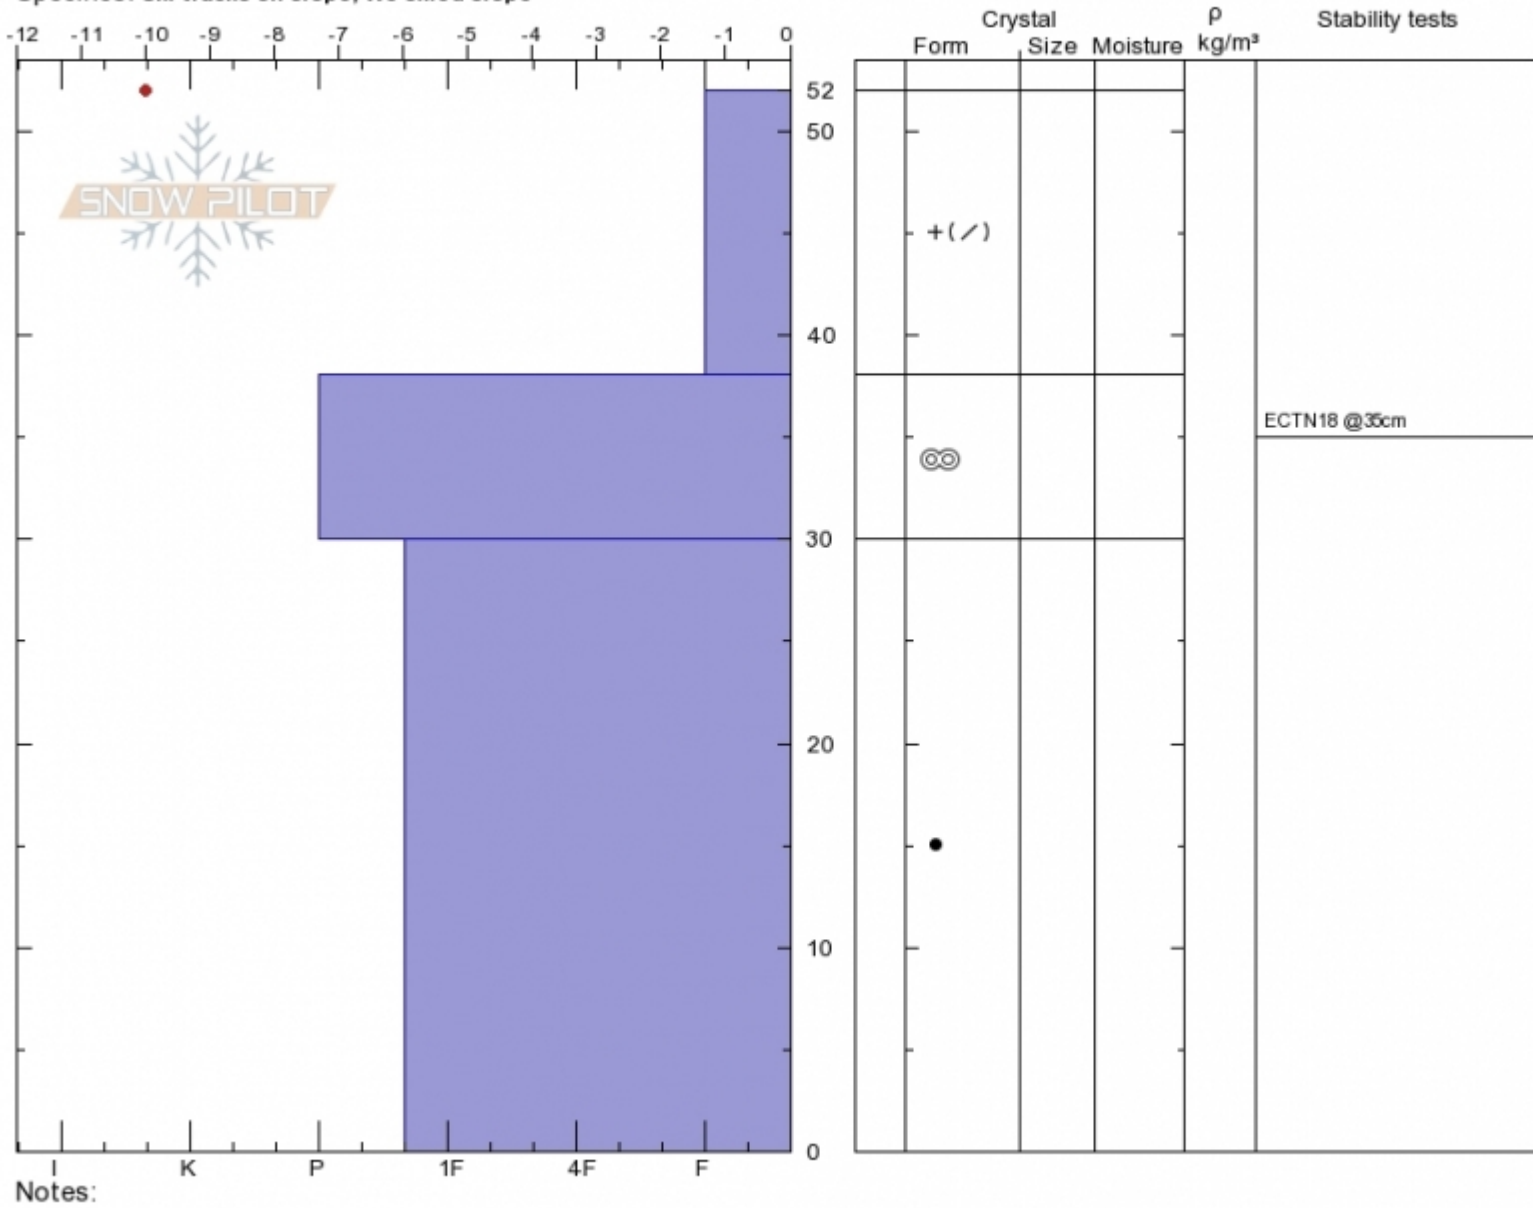 -12 -11 -10 -9 -8 -7 -6 -5 -4 -3 -2 -1 0
Crystal
Form Size Moisture
ρ
kg/m³
Stability tests
52
50
SNOW PILOT
+(/)
40
ECTN18 @35cm
30
20
10
0
I K P 1F 4F F
Notes: